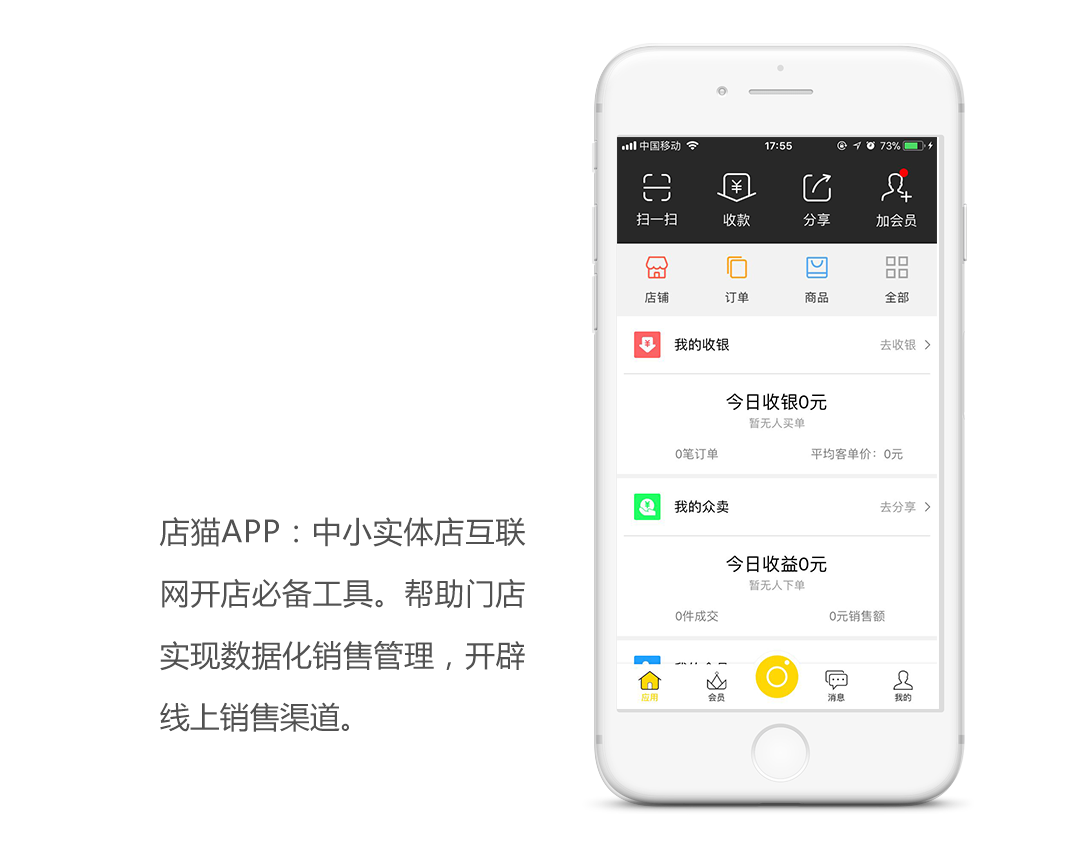 店猫APP：中小实体店互联
网开店必备工具。帮助门店
实现数据化销售管理，开辟
线上销售渠道。
中国移动 17:55 73%
扫一扫 收款 分享 加会员
店铺 订单 商品 全部
我的收银 去收银
今日收银0元
暂无人买单
0笔订单 平均客单价：0元
我的众卖 去分享
今日收益0元
暂无人下单
0件成交 0元销售额
应用 会员 消息 我的